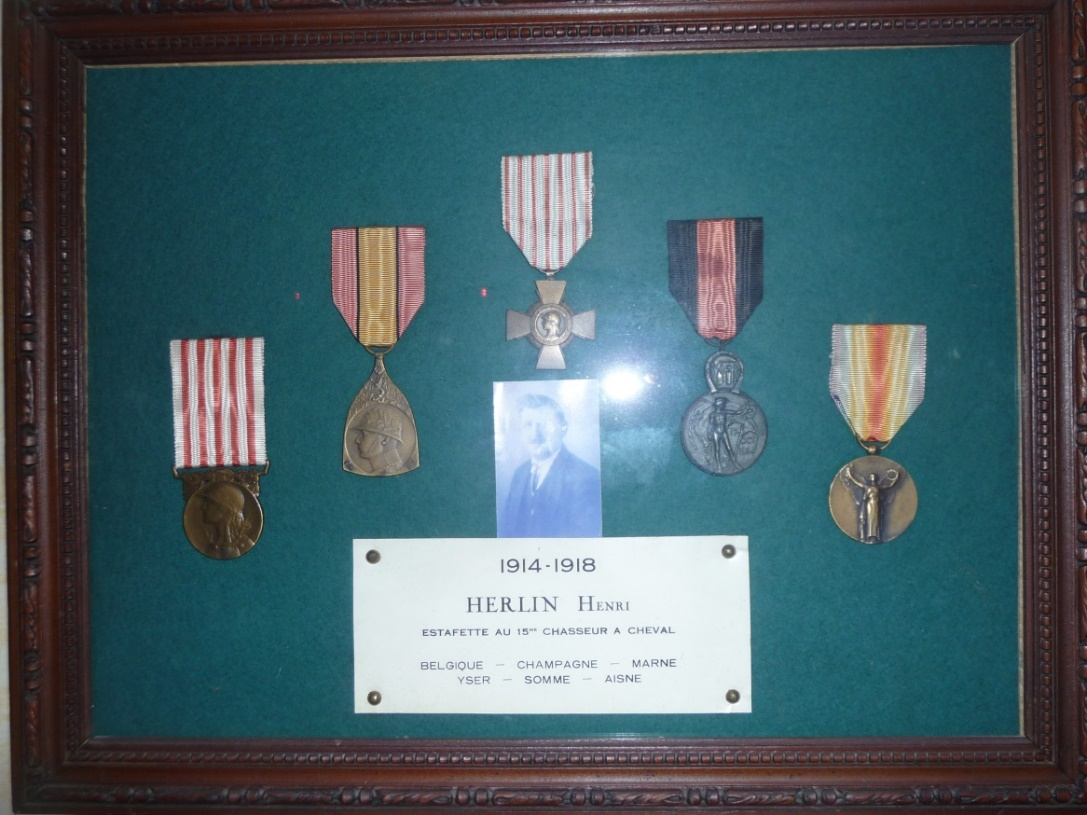 1914-1918
HERLIN HENRI
ESTAFETTE AU 15ME CHASSEUR A CHEVAL
BELGIQUE — CHAMPAGNE — MARNE
YSER — SOMME — AISNE